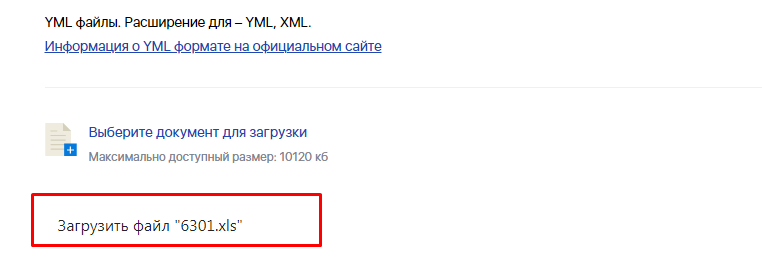 YML файлы. Расширение для – YML, XML.
Информация о YML формате на официальном сайте
Выберите документ для загрузки
Максимально доступный размер: 10120 кб
Загрузить файл "6301.xls"